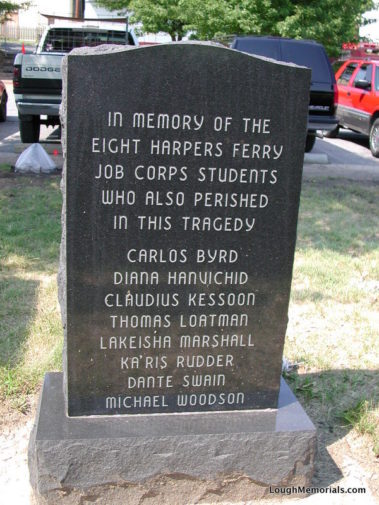 DODGE
IN MEMORY OF THE
EIGHT HARPERS FERRY
JOB CORPS STUDENTS
WHO ALSO PERISHED
IN THIS TRAGEDY
CARLOS BYRD
DIANA HANVICHID
CLAUDIUS KESSOON
THOMAS LOATMAN
LAKEISHA MARSHALL
KA'RIS RUDDER
DANTE SWAIN
MICHAEL WOODSON
LoughMemorials.com